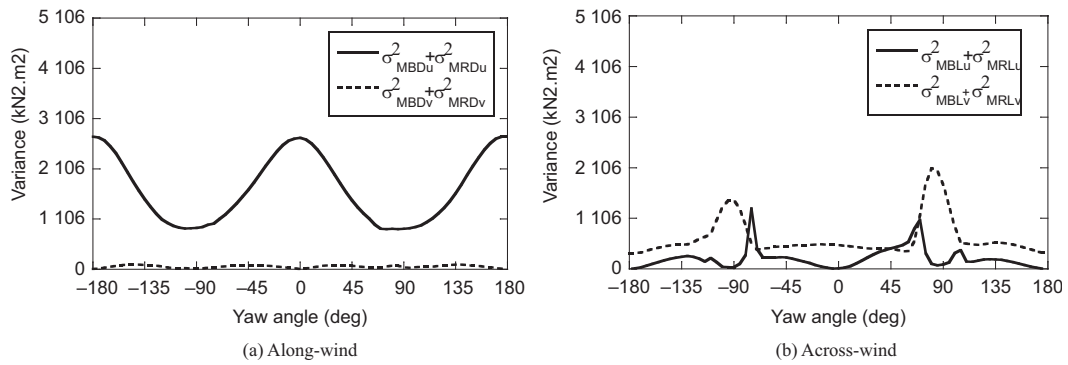 5 106
4 106
3 106
2 106
1 106
0
Variance (kN2.m2)
σ²MBDu+σ²MRDu
σ²MBDv+σ²MRDv
−180 −135 −90 −45 0 45 90 135 180
Yaw angle (deg)
(a) Along-wind
5 106
4 106
3 106
2 106
1 106
0
Variance (kN2.m2)
σ²MBLu+σ²MRLu
σ²MBLv+σ²MRLv
−180 −135 −90 −45 0 45 90 135 180
Yaw angle (deg)
(b) Across-wind